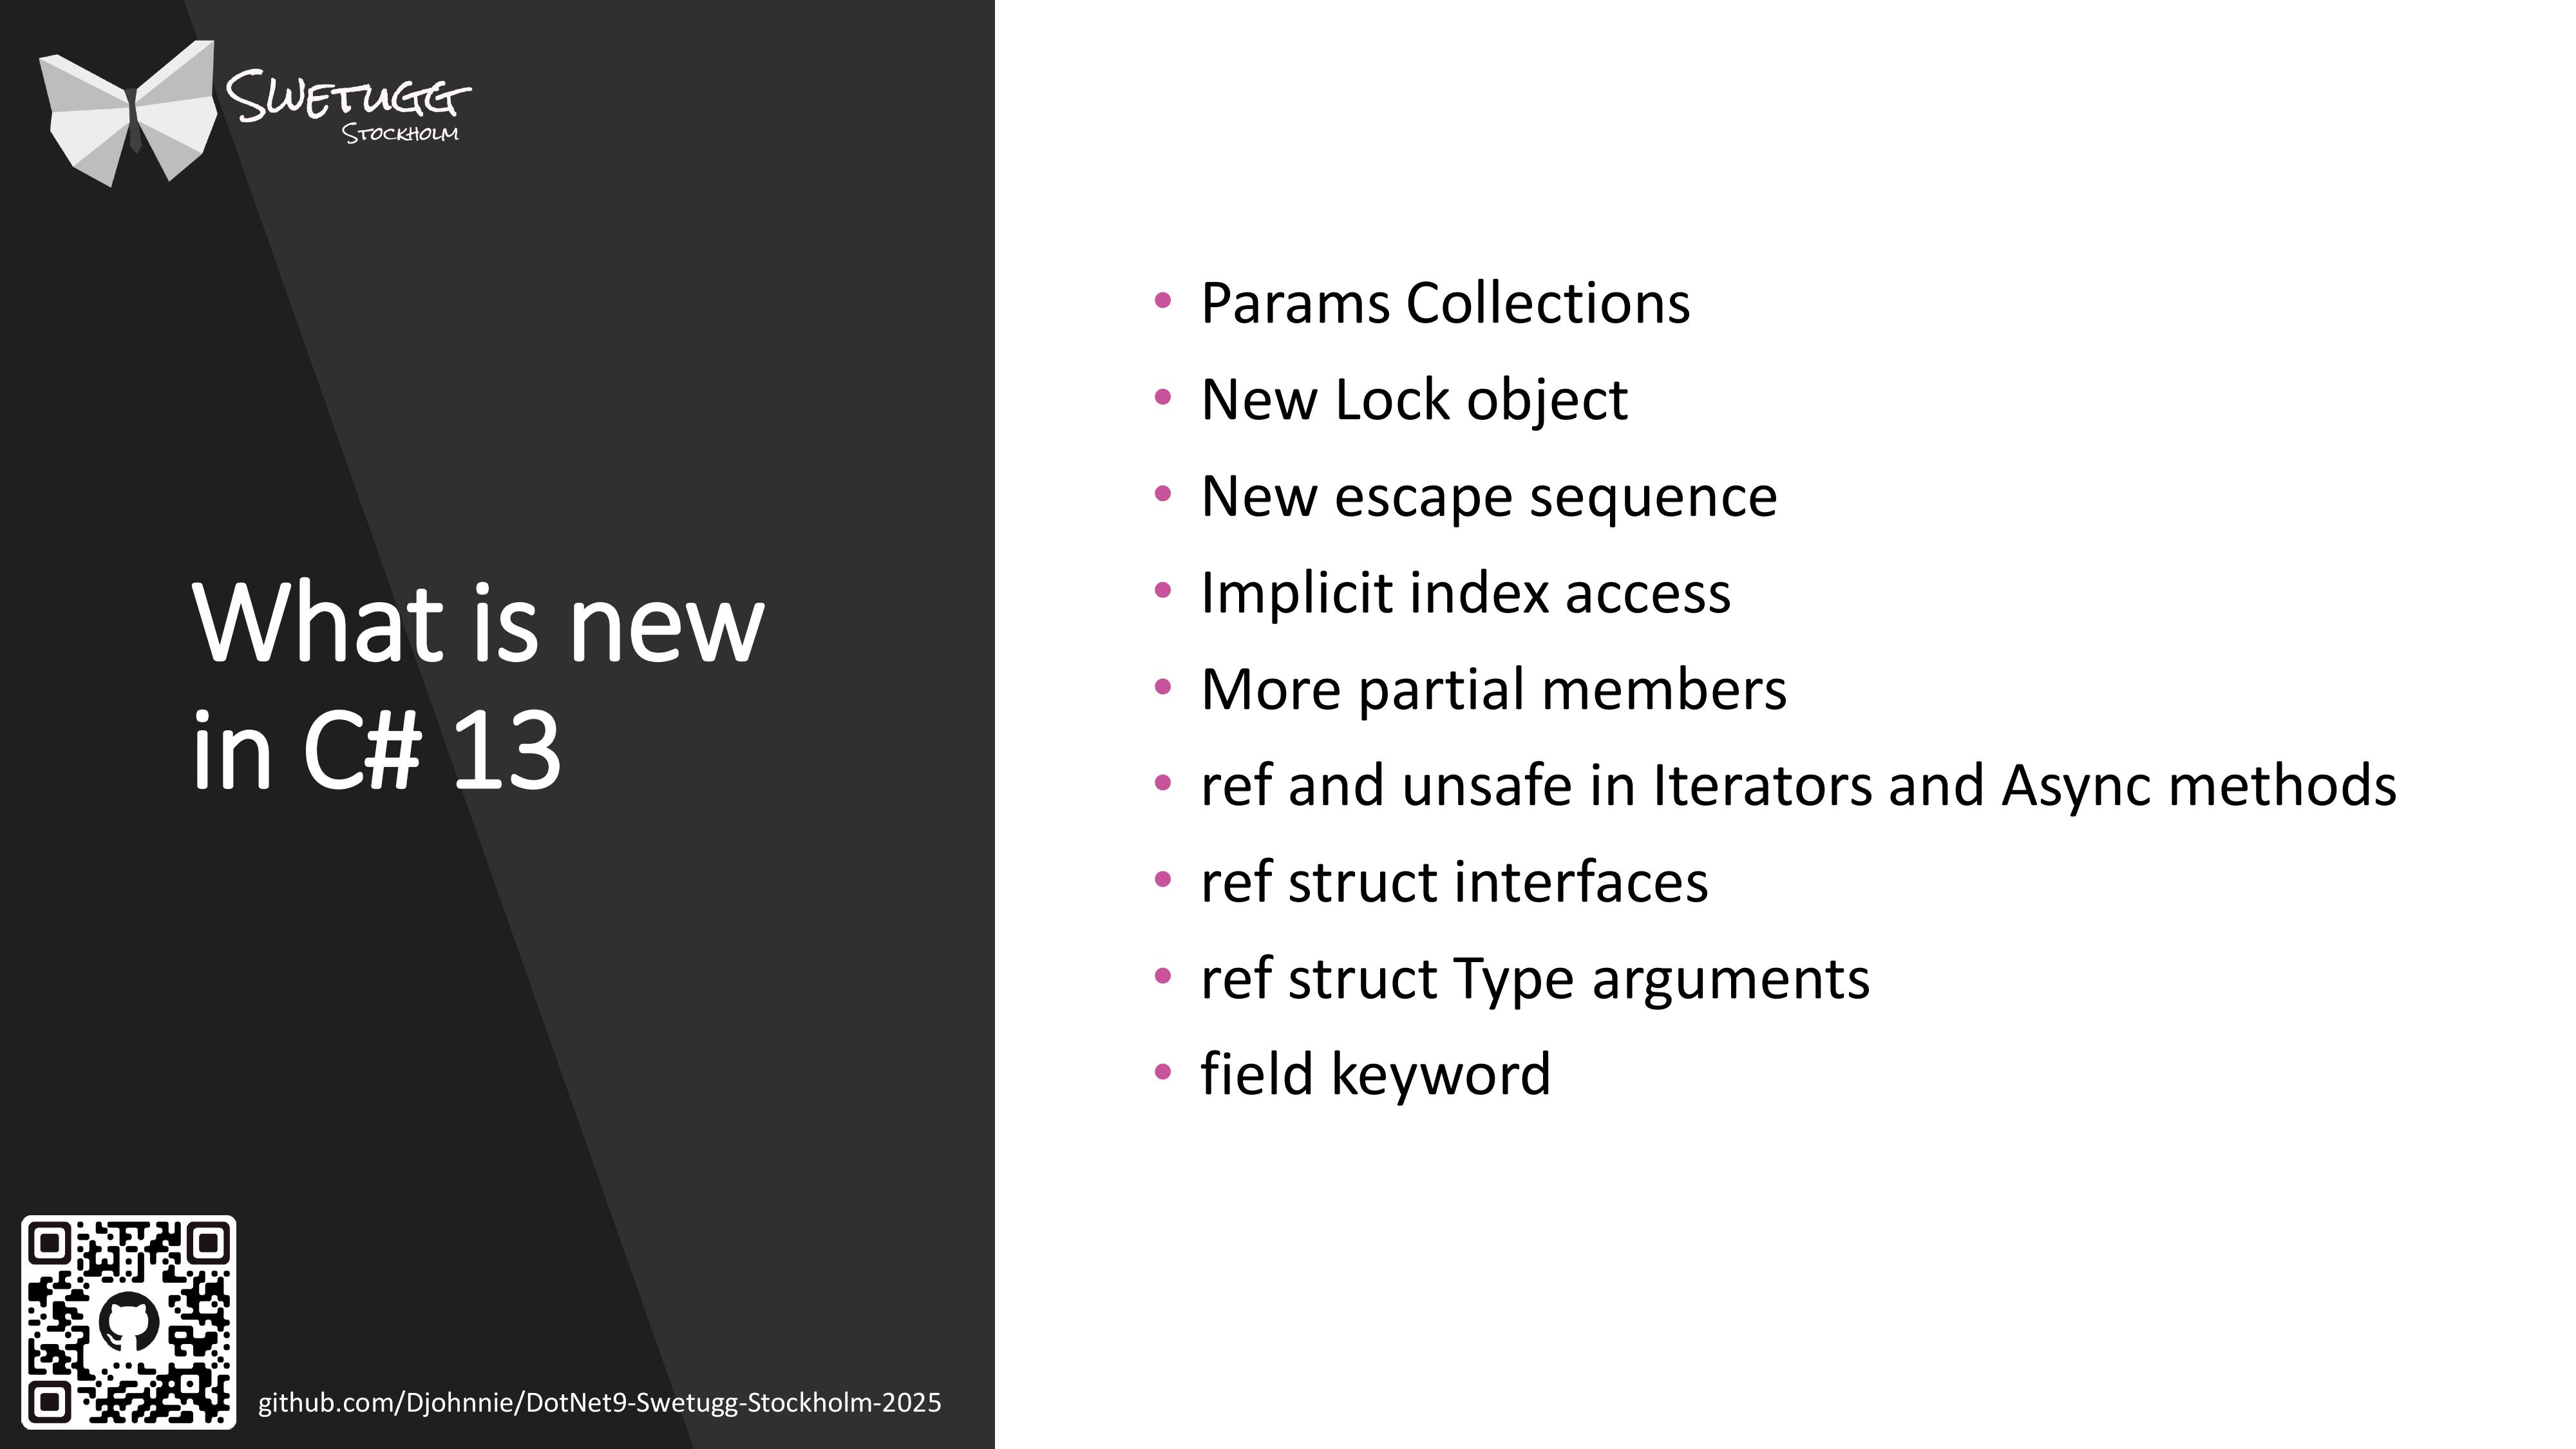 SWETUGG
STOCKHOLM
What is new
in C# 13
• Params Collections
• New Lock object
• New escape sequence
• Implicit index access
• More partial members
• ref and unsafe in Iterators and Async methods
• ref struct interfaces
• ref struct Type arguments
• field keyword
github.com/Djohnnie/DotNet9-Swetugg-Stockholm-2025